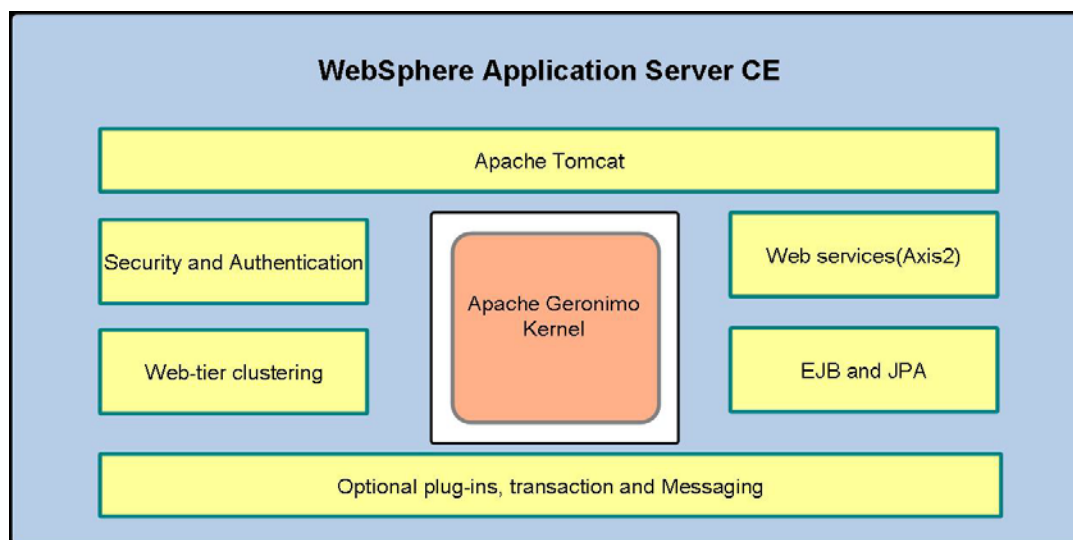 WebSphere Application Server CE
Apache Tomcat
Security and Authentication
Apache Geronimo
Kernel
Web services(Axis2)
Web-tier clustering
EJB and JPA
Optional plug-ins, transaction and Messaging